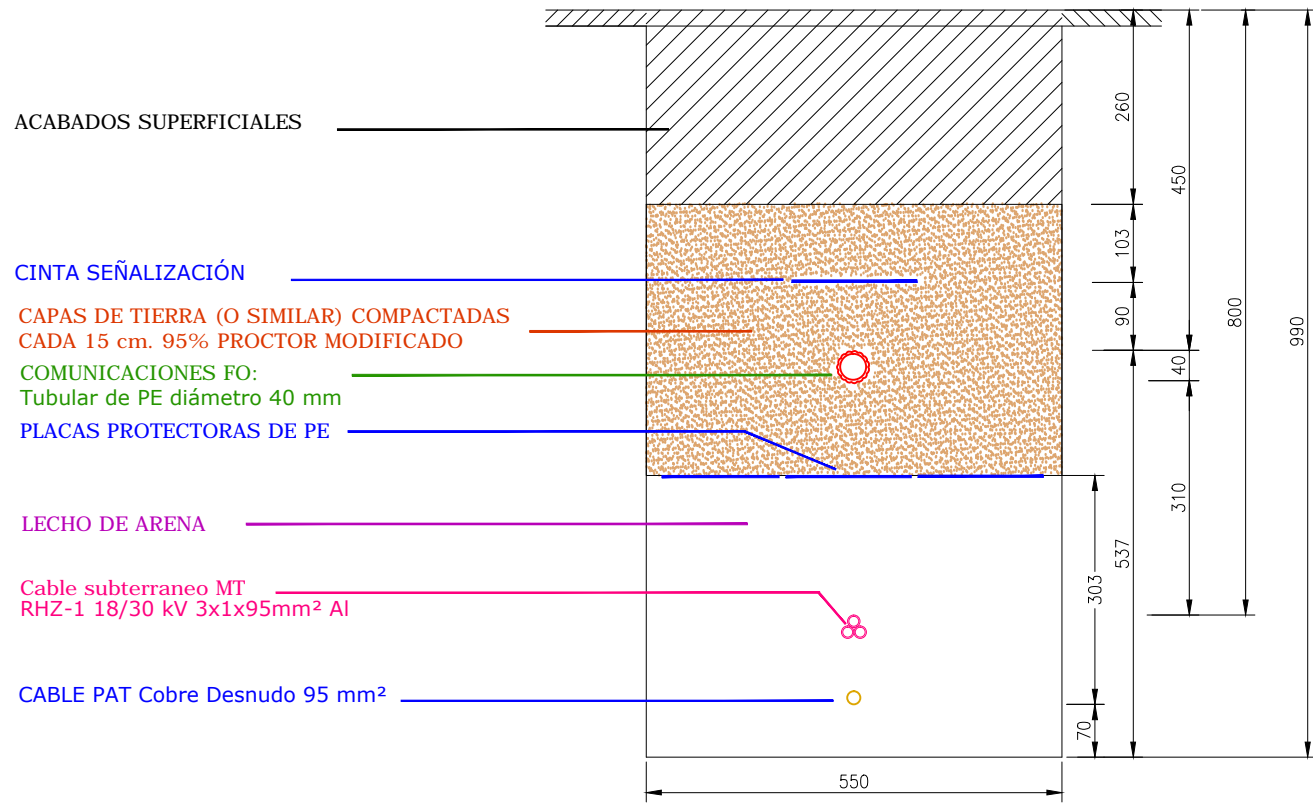 ACABADOS SUPERFICIALES
CINTA SEÑALIZACIÓN
CAPAS DE TIERRA (O SIMILAR) COMPACTADAS
CADA 15 cm. 95% PROCTOR MODIFICADO
COMUNICACIONES FO:
Tubular de PE diámetro 40 mm
PLACAS PROTECTORAS DE PE
LECHO DE ARENA
Cable subterraneo MT
RHZ-1 18/30 kV 3x1x95mm² Al
CABLE PAT Cobre Desnudo 95 mm²
260
103
90
537
303
70
450
40
310
800
990
550